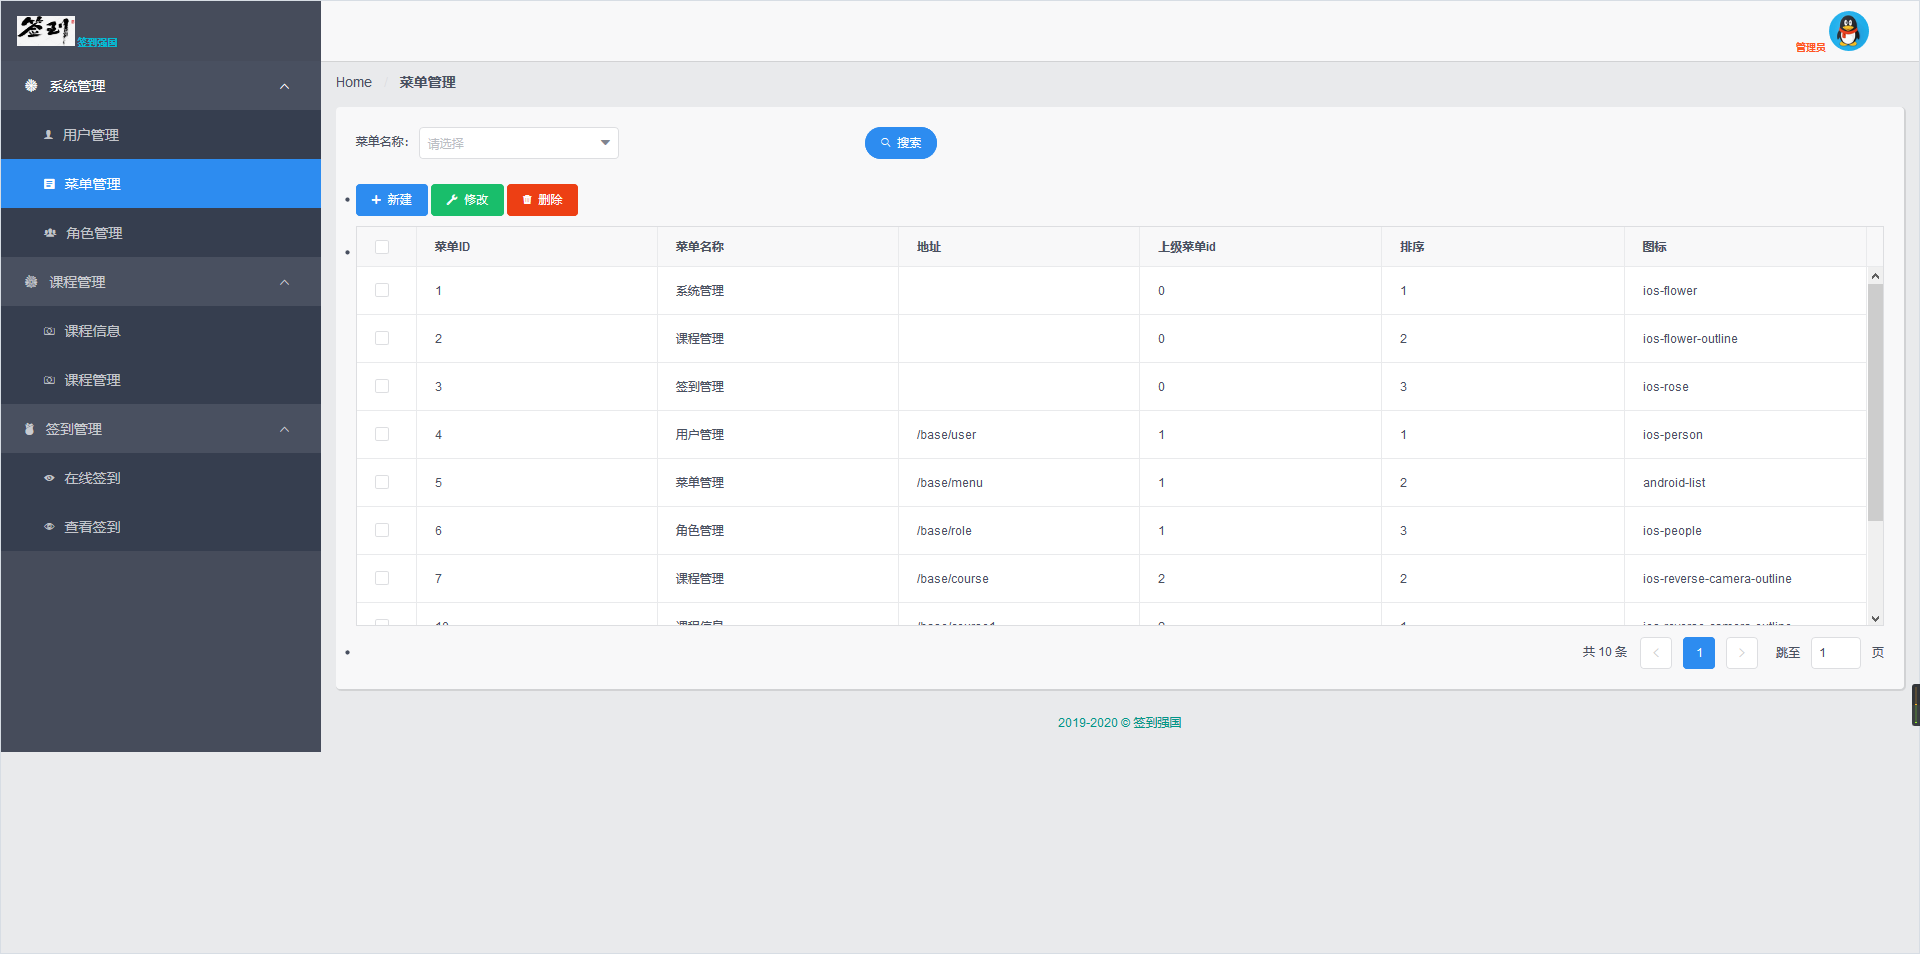 签到 签到强国
管理员
系统管理
用户管理
菜单管理
角色管理
课程管理
课程信息
课程管理
签到管理
在线签到
查看签到
Home / 菜单管理
菜单名称: 请选择 搜索
新建 修改 删除
菜单ID 菜单名称 地址 上级菜单id 排序 图标
1 系统管理 0 1 ios-flower
2 课程管理 0 2 ios-flower-outline
3 签到管理 0 3 ios-rose
4 用户管理 /base/user 1 1 ios-person
5 菜单管理 /base/menu 1 2 android-list
6 角色管理 /base/role 1 3 ios-people
7 课程管理 /base/course 2 2 ios-reverse-camera-outline
共 10 条 1 跳至 1 页
2019-2020 © 签到强国